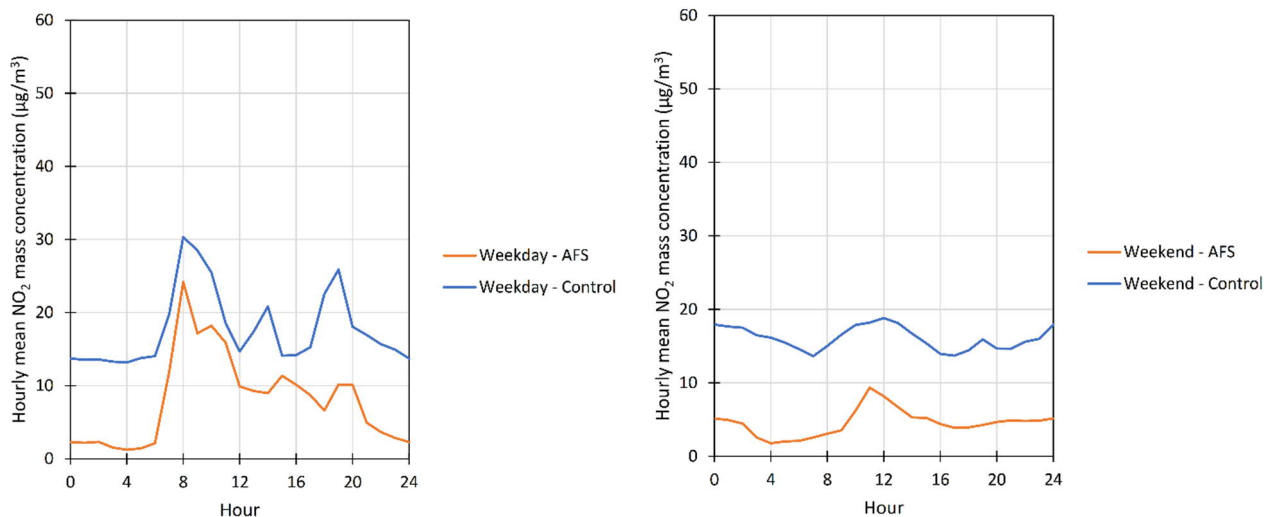 Hourly mean NO₂ mass concentration (µg/m³)
60
50
40
30
20
10
0
0 4 8 12 16 20 24
Hour
Weekday - AFS
Weekday - Control
Hourly mean NO₂ mass concentration (µg/m³)
60
50
40
30
20
10
0
0 4 8 12 16 20 24
Hour
Weekend - AFS
Weekend - Control